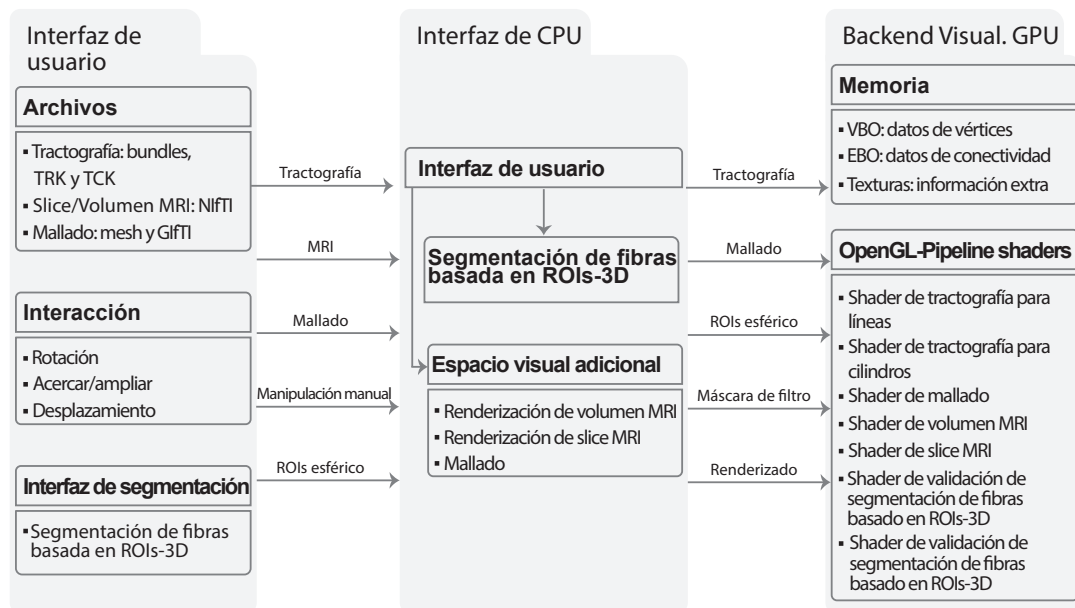 Interfaz de
usuario
Archivos
▪ Tractografía: bundles,
TRK y TCK
▪ Slice/Volumen MRI: NIfTI
▪ Mallado: mesh y GIfTI
Interacción
▪ Rotación
▪ Acercar/ampliar
▪ Desplazamiento
Interfaz de segmentación
▪ Segmentación de fibras
basada en ROIs-3D
Tractografía
MRI
Mallado
Manipulación manual
ROIs esférico
Interfaz de CPU
Interfaz de usuario
Segmentación de fibras
basada en ROIs-3D
Espacio visual adicional
▪ Renderización de volumen MRI
▪ Renderización de slice MRI
▪ Mallado
Tractografía
Mallado
ROIs esférico
Máscara de filtro
Renderizado
Backend Visual. GPU
Memoria
▪ VBO: datos de vértices
▪ EBO: datos de conectividad
▪ Texturas: información extra
OpenGL-Pipeline shaders
▪ Shader de tractografía para
líneas
▪ Shader de tractografía para
cilindros
▪ Shader de mallado
▪ Shader de volumen MRI
▪ Shader de slice MRI
▪ Shader de validación de
segmentación de fibras
basado en ROIs-3D
▪ Shader de validación de
segmentación de fibras
basado en ROIs-3D